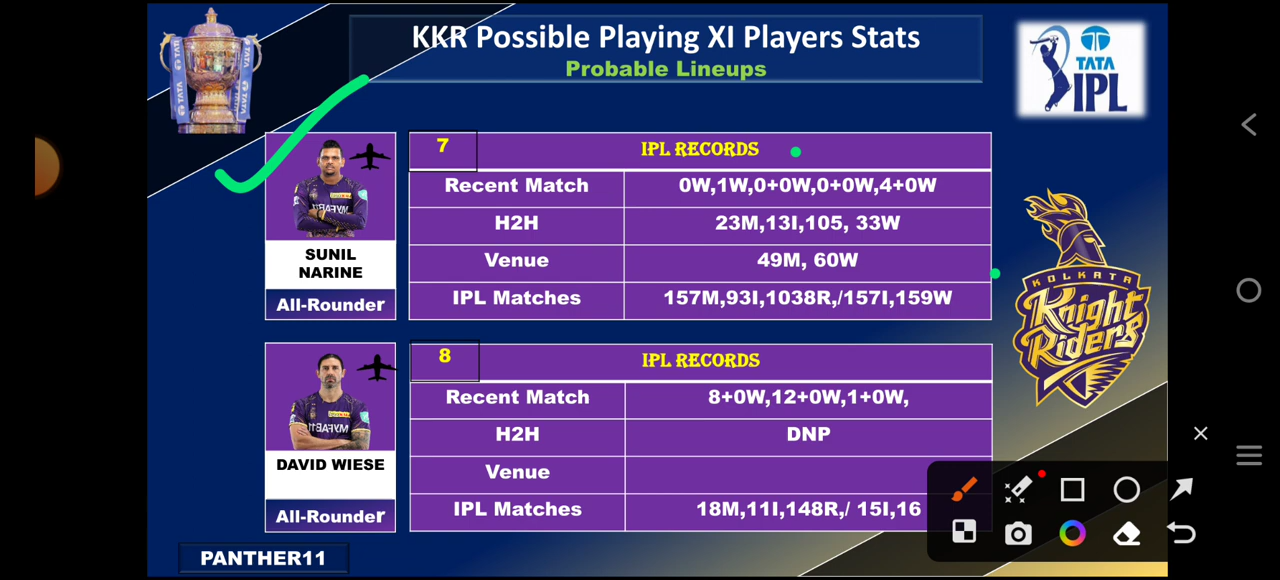 KKR Possible Playing XI Players Stats
Probable Lineups
TATA
IPL
7
IPL RECORDS
Recent Match 0W,1W,0+0W,0+0W,4+0W
H2H 23M,13I,105, 33W
Venue 49M, 60W
IPL Matches 157M,93I,1038R,/157I,159W
SUNIL
NARINE
All-Rounder
KOLKATA
Knight
Riders
8
IPL RECORDS
Recent Match 8+0W,12+0W,1+0W,
H2H DNP
Venue
IPL Matches 18M,11I,148R,/ 15I,16
DAVID WIESE
All-Rounder
PANTHER11